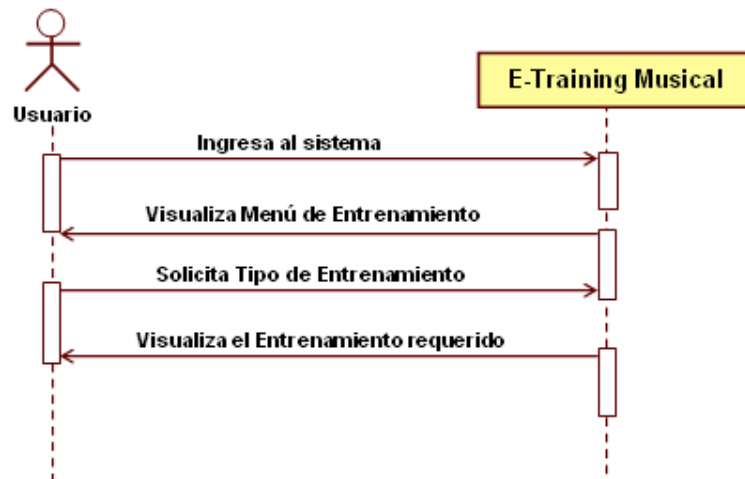 E-Training Musical
Usuario
Ingresa al sistema
Visualiza Menú de Entrenamiento
Solicita Tipo de Entrenamiento
Visualiza el Entrenamiento requerido